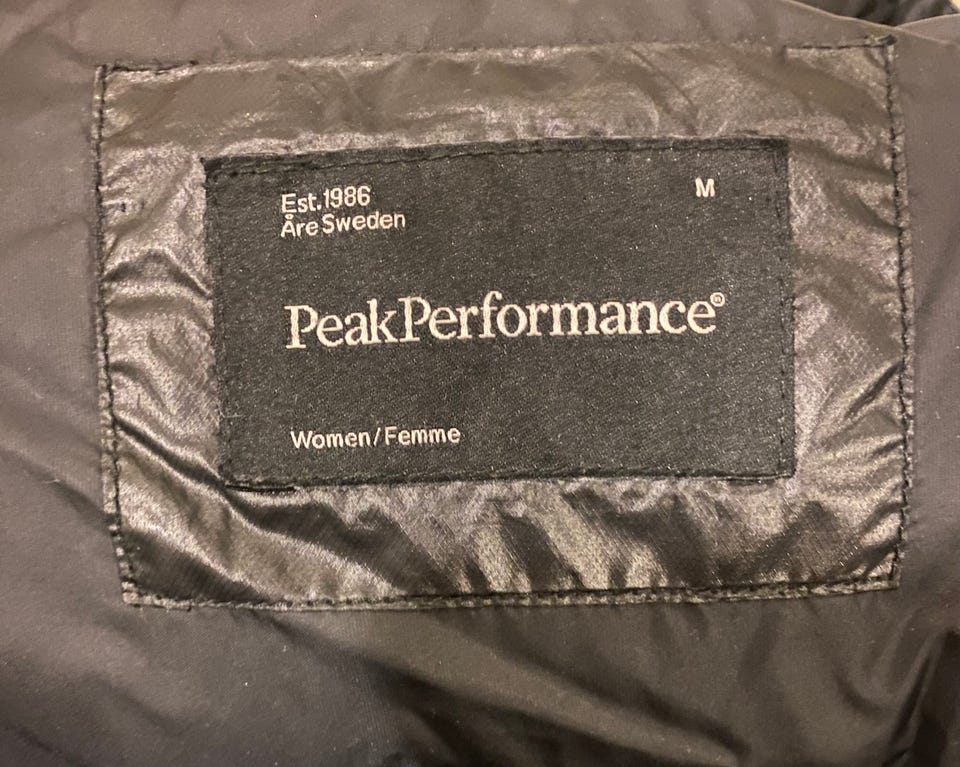 Est.1986
M
Åre Sweden
PeakPerformance®
Women/Femme